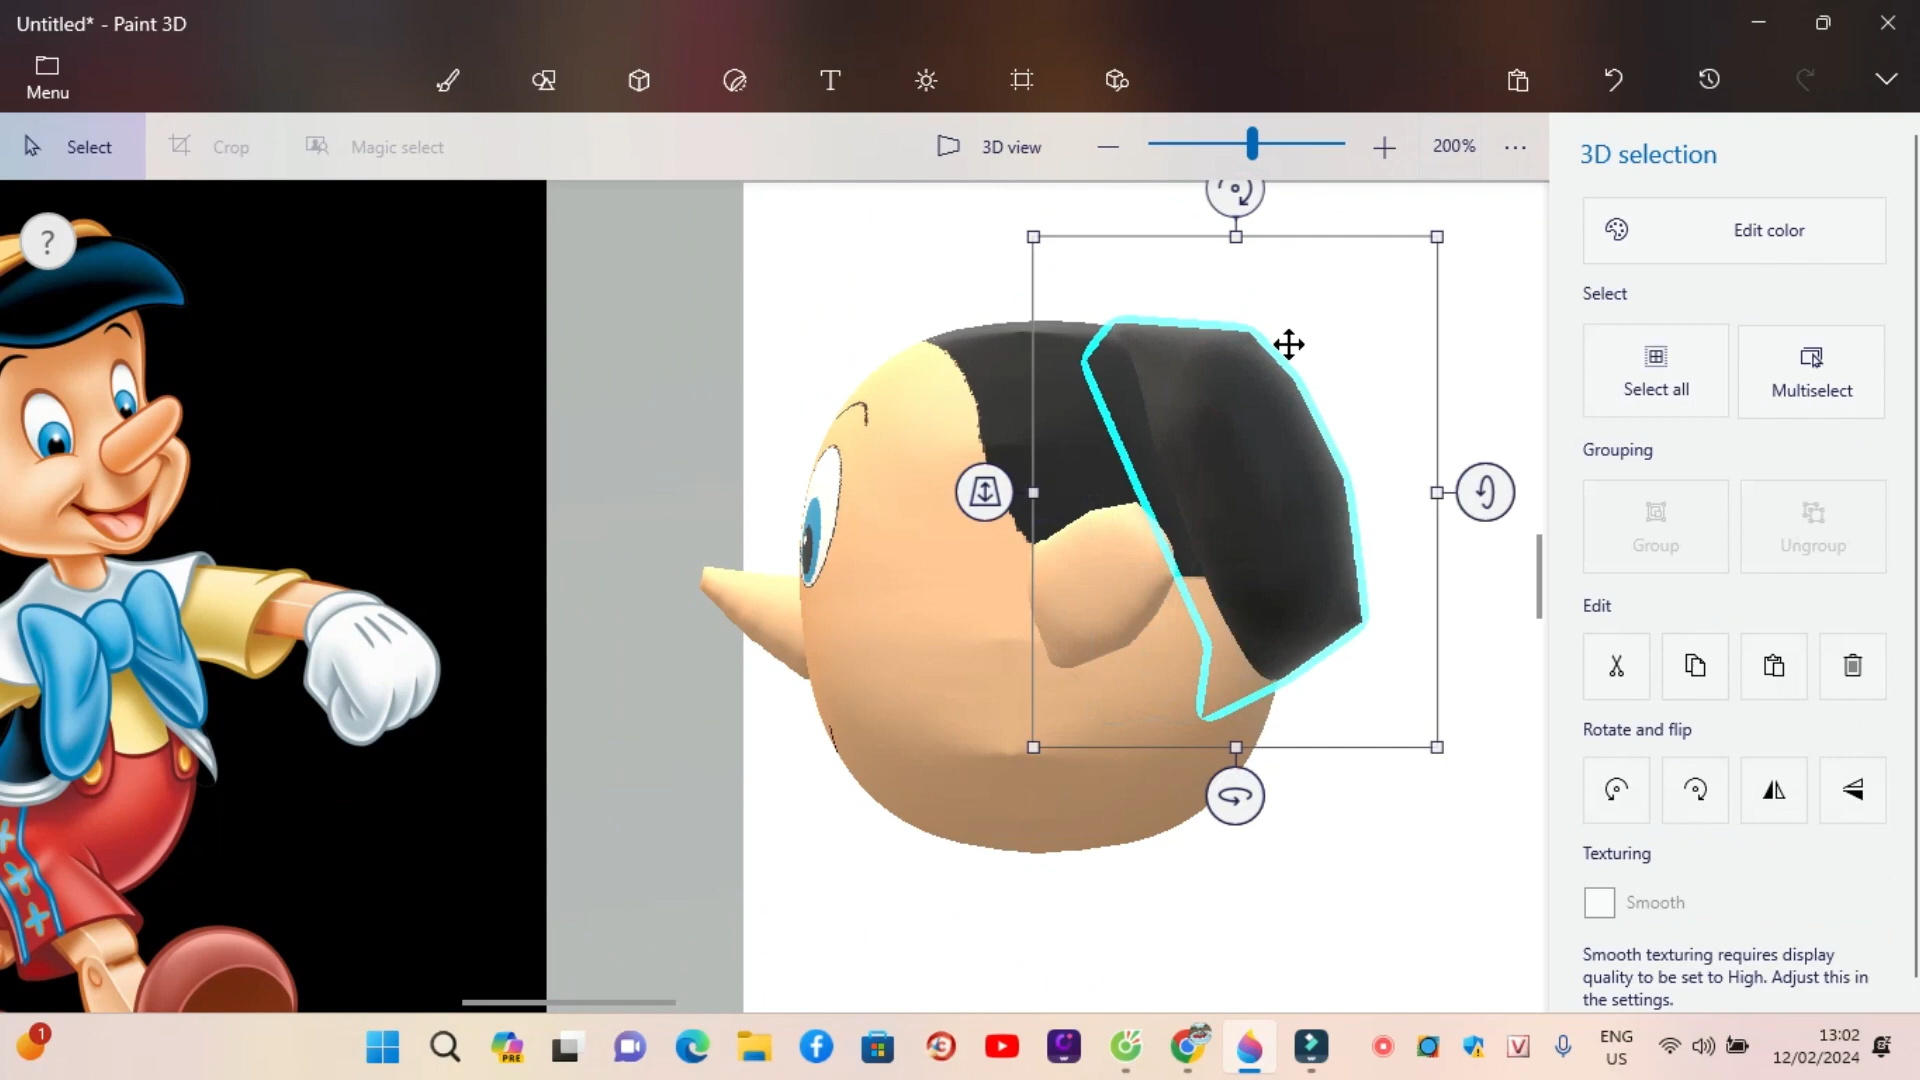 Untitled* - Paint 3D
Menu
Select
Crop
Magic select
3D view
200%
?
3D selection
Edit color
Select
Select all
Multiselect
Grouping
Group
Ungroup
Edit
Rotate and flip
Texturing
Smooth
Smooth texturing requires display
quality to be set to High. Adjust this in
the settings.
1
PRE
ENG
US
13:02
12/02/2024